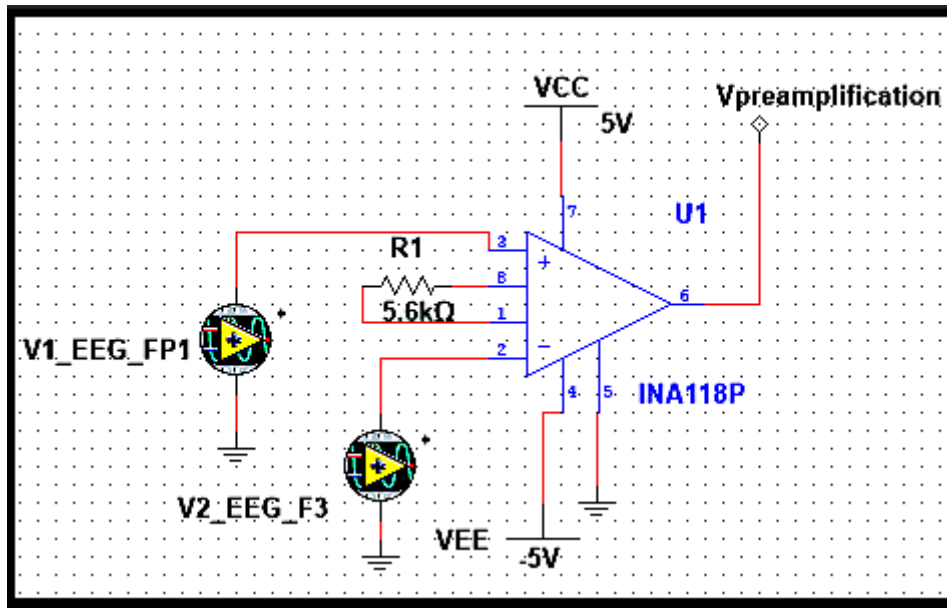 VCC
5V
Vpreamplification
7
U1
3
R1
+
8
6
5.6kΩ
1
V1_EEG_FP1
2
−
4
5
INA118P
V2_EEG_F3
VEE
-5V